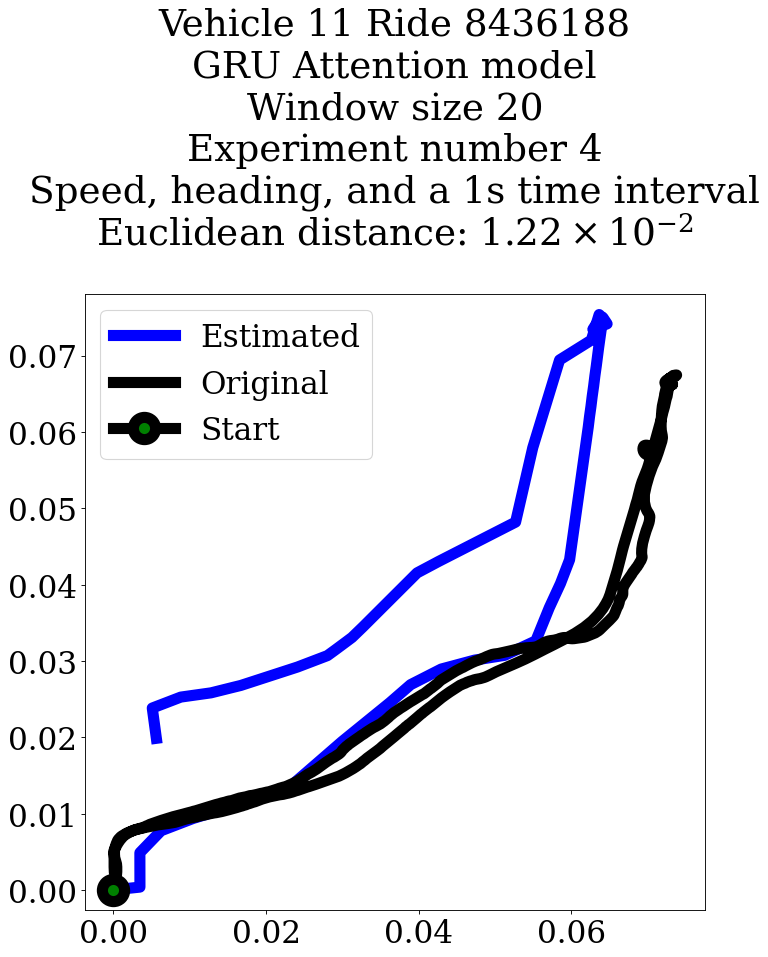 Vehicle 11 Ride 8436188
GRU Attention model
Window size 20
Experiment number 4
Speed, heading, and a 1s time interval
Euclidean distance: 1.22 × 10⁻²
Estimated
Original
Start
0.07
0.06
0.05
0.04
0.03
0.02
0.01
0.00
0.00 0.02 0.04 0.06